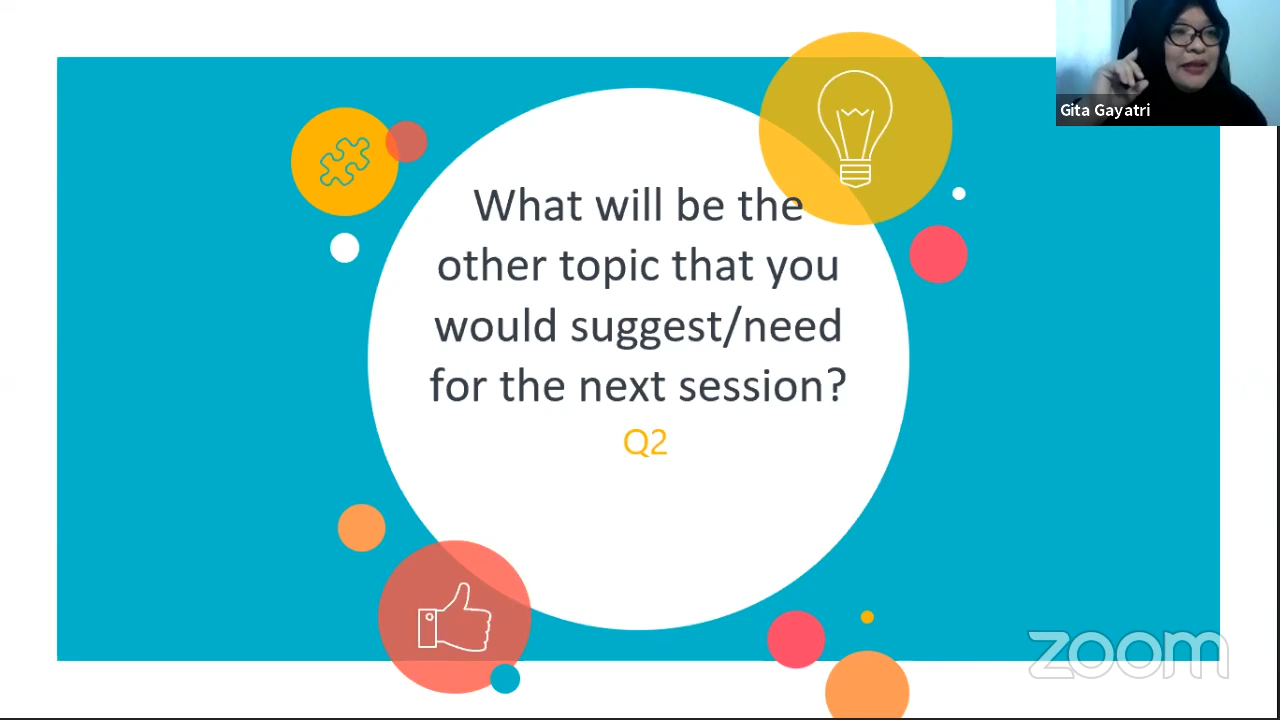 Gita Gayatri
What will be the
other topic that you
would suggest/need
for the next session?
Q2
zoom